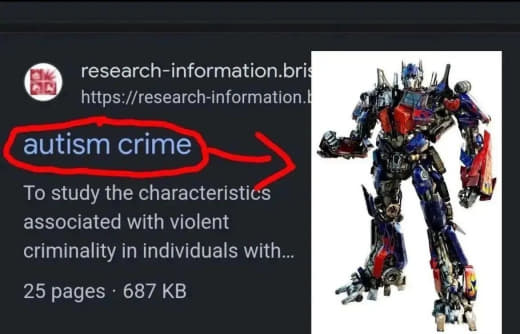 research-information.bris
https://research-information.b
autism crime
To study the characteristics
associated with violent
criminality in individuals with...
25 pages · 687 KB